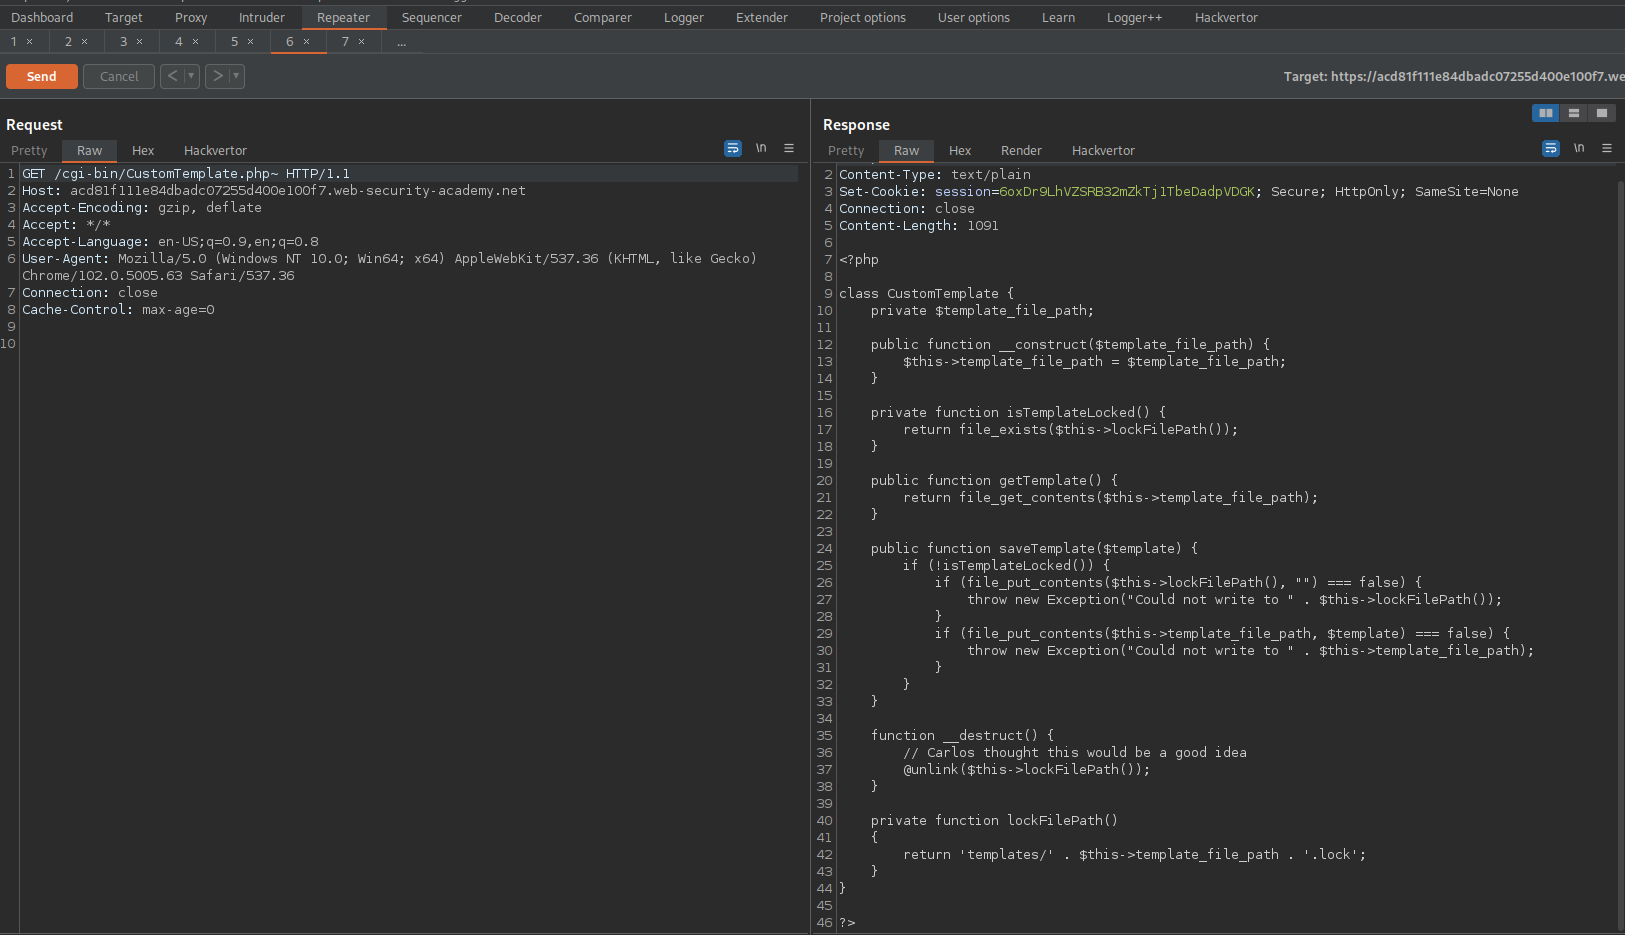 Dashboard Target Proxy Intruder Repeater Sequencer Decoder Comparer Logger Extender Project options User options Learn Logger++ Hackvertor
1 × 2 × 3 × 4 × 5 × 6 × 7 × ...
Send Cancel < > Target: https://acd81f111e84dbadc07255d400e100f7.we
Request
Pretty Raw Hex Hackvertor \n
1 GET /cgi-bin/CustomTemplate.php~ HTTP/1.1
2 Host: acd81f111e84dbadc07255d400e100f7.web-security-academy.net
3 Accept-Encoding: gzip, deflate
4 Accept: */*
5 Accept-Language: en-US;q=0.9,en;q=0.8
6 User-Agent: Mozilla/5.0 (Windows NT 10.0; Win64; x64) AppleWebKit/537.36 (KHTML, like Gecko)
Chrome/102.0.5005.63 Safari/537.36
7 Connection: close
8 Cache-Control: max-age=0
9
10
Response
Pretty Raw Hex Render Hackvertor \n
2 Content-Type: text/plain
3 Set-Cookie: session=6oxDr9LhVZSRB32mZkTj1TbeDadpVDGK; Secure; HttpOnly; SameSite=None
4 Connection: close
5 Content-Length: 1091
6
7 <?php
8
9 class CustomTemplate {
10     private $template_file_path;
11
12     public function __construct($template_file_path) {
13         $this->template_file_path = $template_file_path;
14     }
15
16     private function isTemplateLocked() {
17         return file_exists($this->lockFilePath());
18     }
19
20     public function getTemplate() {
21         return file_get_contents($this->template_file_path);
22     }
23
24     public function saveTemplate($template) {
25         if (!isTemplateLocked()) {
26             if (file_put_contents($this->lockFilePath(), "") === false) {
27                 throw new Exception("Could not write to " . $this->lockFilePath());
28             }
29             if (file_put_contents($this->template_file_path, $template) === false) {
30                 throw new Exception("Could not write to " . $this->template_file_path);
31             }
32         }
33     }
34
35     function __destruct() {
36         // Carlos thought this would be a good idea
37         @unlink($this->lockFilePath());
38     }
39
40     private function lockFilePath()
41     {
42         return 'templates/' . $this->template_file_path . '.lock';
43     }
44 }
45
46 ?>